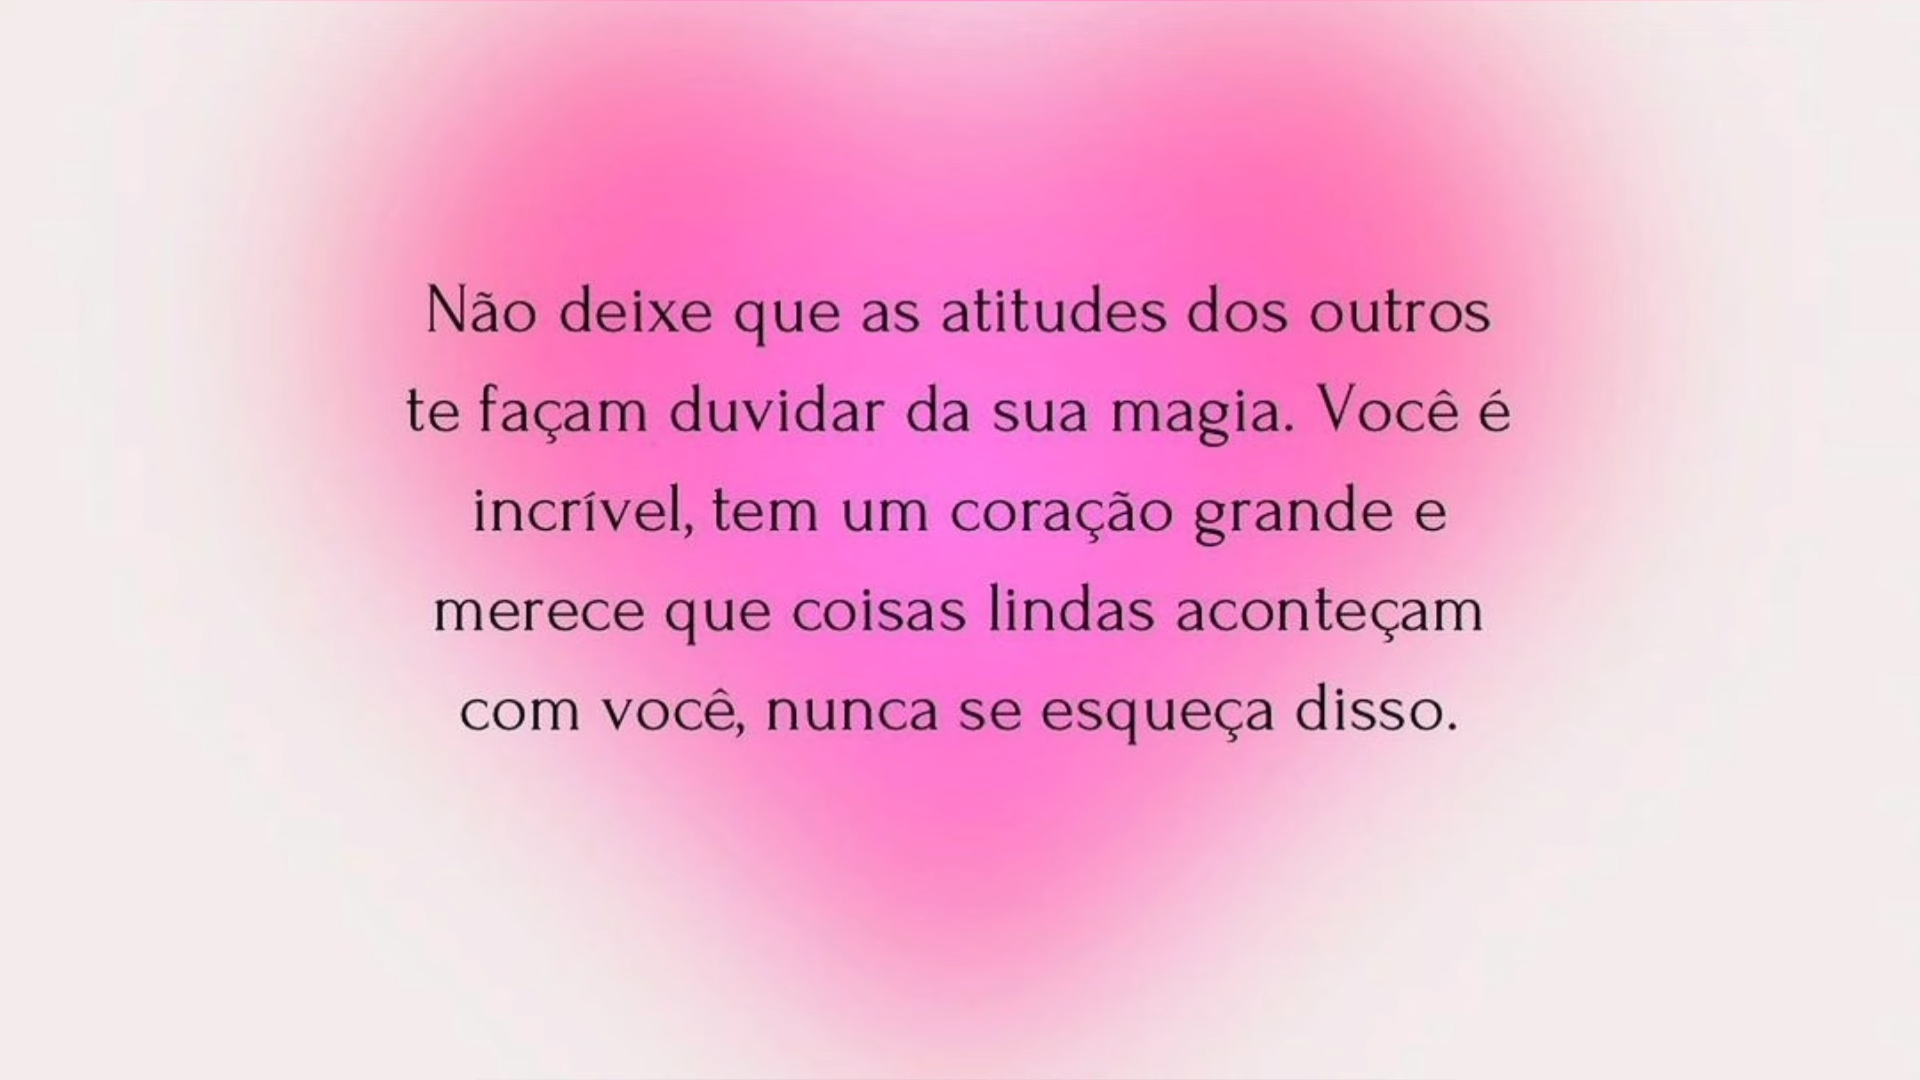 Não deixe que as atitudes dos outros
te façam duvidar da sua magia. Você é
incrível, tem um coração grande e
merece que coisas lindas aconteçam
com você, nunca se esqueça disso.